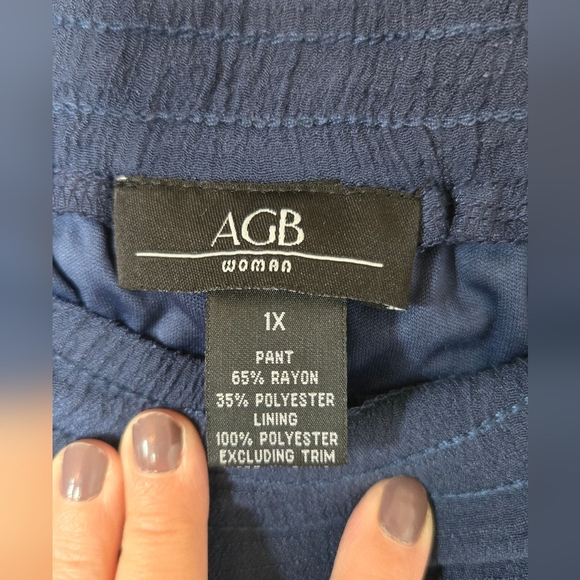 AGB
WOMAN
1X
PANT
65% RAYON
35% POLYESTER
LINING
100% POLYESTER
EXCLUDING TRIM